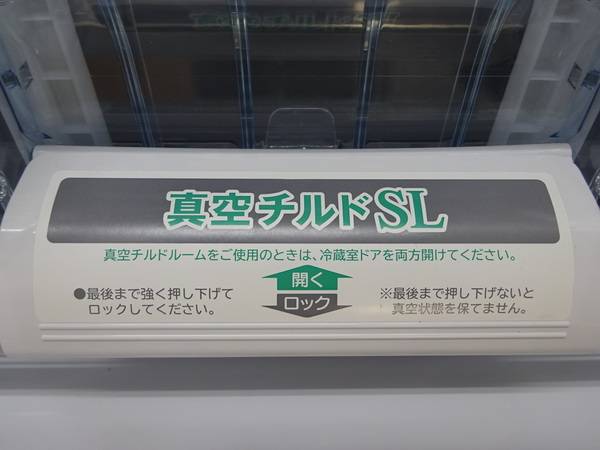 真空チルドSL
真空チルドルームをご使用のときは、冷蔵室ドアを両方開けてください。
開く
ロック
●最後まで強く押し下げて
ロックしてください。
※最後まで押し下げないと
真空状態を保てません。